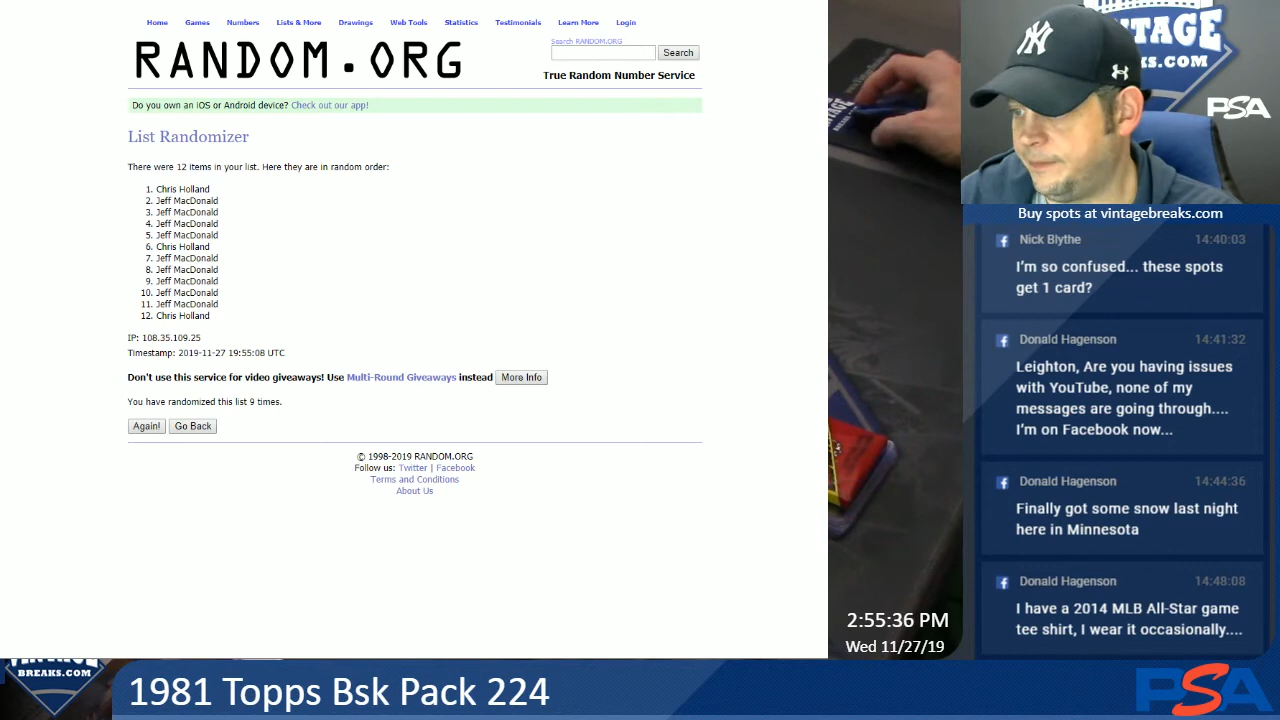 Home Games Numbers Lists & More Drawings Web Tools Statistics Testimonials Learn More Login
RANDOM.ORG
Search RANDOM.ORG
Search
True Random Number Service
Do you own an iOS or Android device? Check out our app!
List Randomizer
There were 12 items in your list. Here they are in random order:
1. Chris Holland
2. Jeff MacDonald
3. Jeff MacDonald
4. Jeff MacDonald
5. Jeff MacDonald
6. Chris Holland
7. Jeff MacDonald
8. Jeff MacDonald
9. Jeff MacDonald
10. Jeff MacDonald
11. Jeff MacDonald
12. Chris Holland
IP: 108.35.109.25
Timestamp: 2019-11-27 19:55:08 UTC
Don't use this service for video giveaways! Use Multi-Round Giveaways instead More Info
You have randomized this list 9 times.
Again! Go Back
© 1998-2019 RANDOM.ORG
Follow us: Twitter | Facebook
Terms and Conditions
About Us
PSA
Buy spots at vintagebreaks.com
Nick Blythe 14:40:03
I'm so confused... these spots
get 1 card?
Donald Hagenson 14:41:32
Leighton, Are you having issues
with YouTube, none of my
messages are going through....
I'm on Facebook now...
Donald Hagenson 14:44:36
Finally got some snow last night
here in Minnesota
Donald Hagenson 14:48:08
I have a 2014 MLB All-Star game
tee shirt, I wear it occasionally....
2:55:36 PM
Wed 11/27/19
BREAKS.COM
1981 Topps Bsk Pack 224
PSA